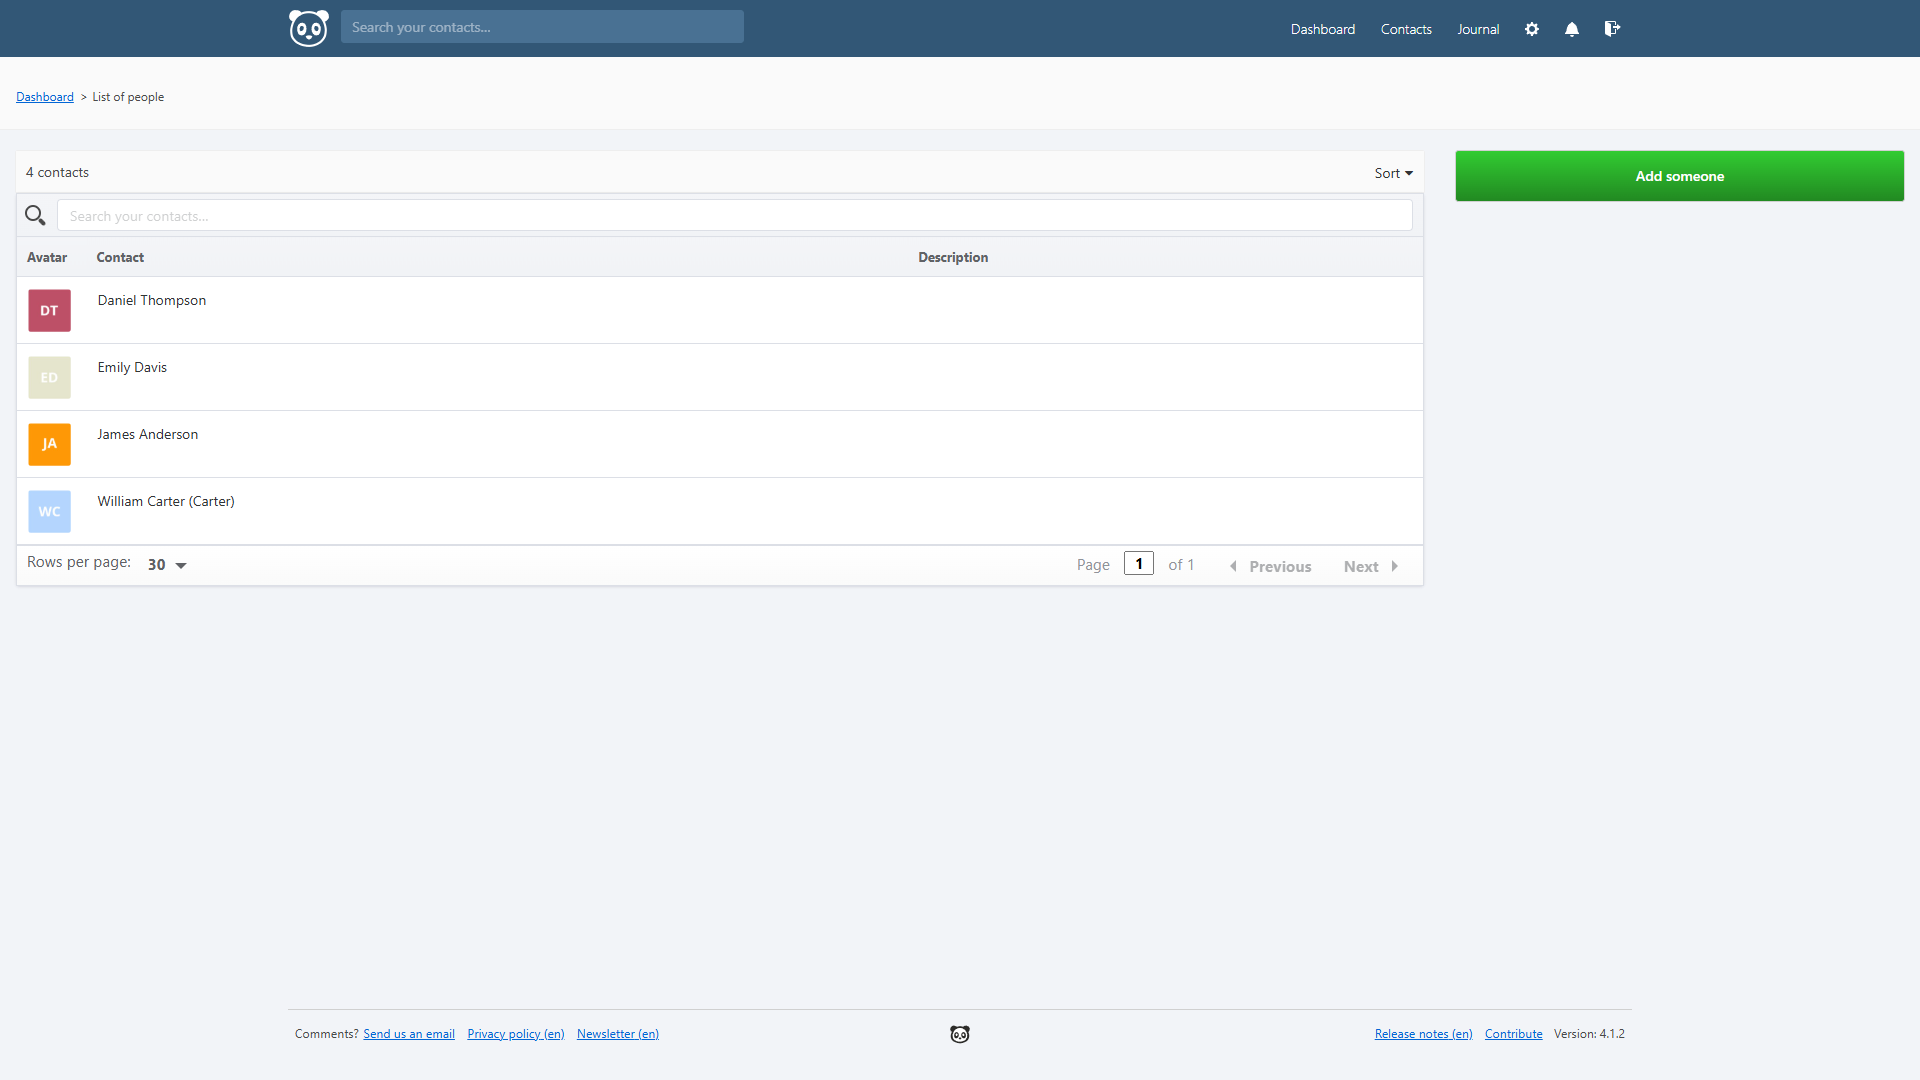 Search your contacts...
Dashboard
Contacts
Journal
Dashboard > List of people
4 contacts
Sort
Add someone
Search your contacts...
Avatar
Contact
Description
DT
Daniel Thompson
ED
Emily Davis
JA
James Anderson
WC
William Carter (Carter)
Rows per page: 30
Page 1 of 1
Previous
Next
Comments? Send us an email
Privacy policy (en)
Newsletter (en)
Release notes (en)
Contribute
Version: 4.1.2